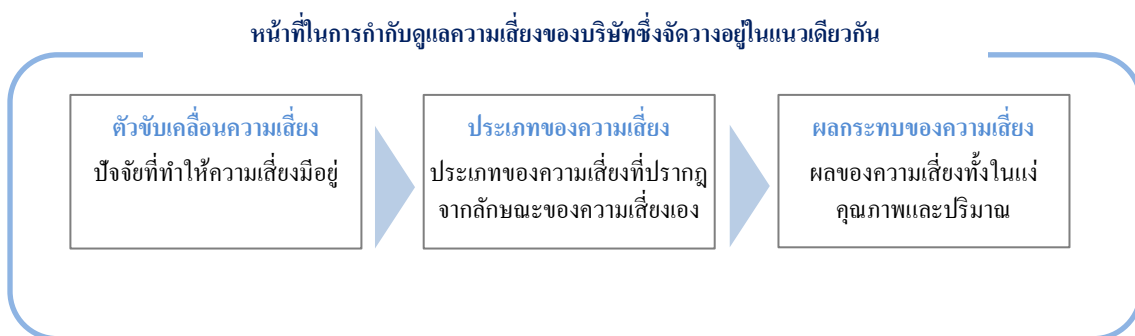 หน้าที่ในการกำกับดูแลความเสี่ยงของบริษัทซึ่งจัดวางอยู่ในแนวเดียวกัน
ตัวขับเคลื่อนความเสี่ยง
ปัจจัยที่ทำให้ความเสี่ยงมีอยู่
ประเภทของความเสี่ยง
ประเภทของความเสี่ยงที่ปรากฎ
จากลักษณะของความเสี่ยงเอง
ผลกระทบของความเสี่ยง
ผลของความเสี่ยงทั้งในแง่
คุณภาพและปริมาณ